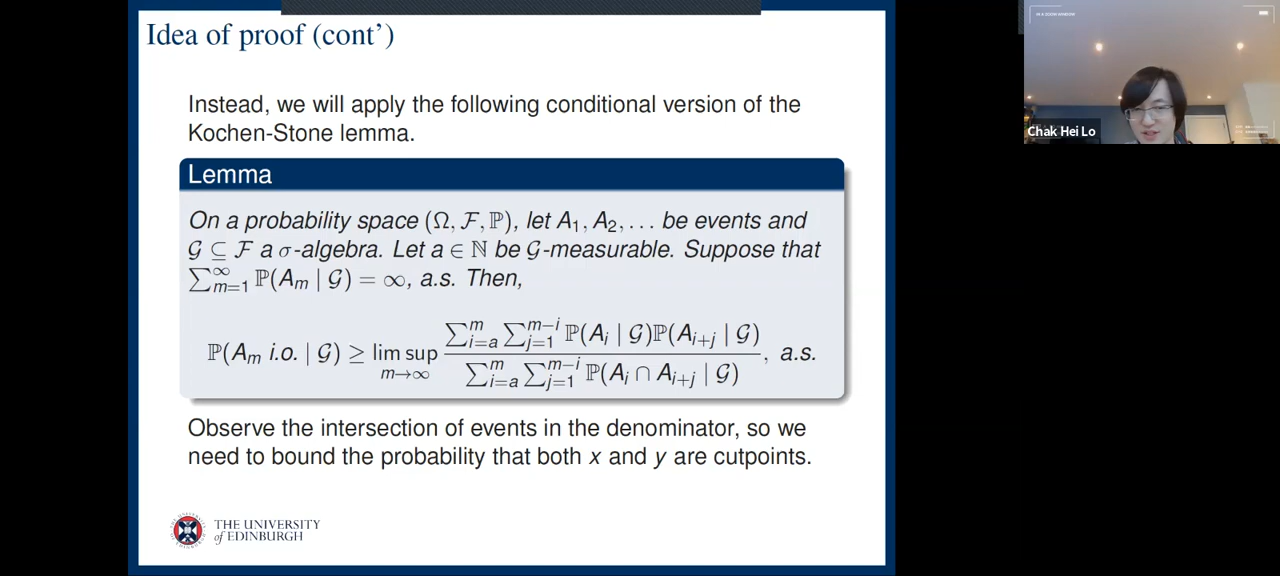 Idea of proof (cont’)
Instead, we will apply the following conditional version of the
Kochen-Stone lemma.
Lemma
On a probability space (Ω, ℱ, ℙ), let A₁, A₂, . . . be events and
𝒢 ⊆ ℱ a σ-algebra. Let a ∈ ℕ be 𝒢-measurable. Suppose that
∑_{m=1}^{∞} ℙ(A_m | 𝒢) = ∞, a.s. Then,
ℙ(A_m i.o. | 𝒢) ≥ lim sup_{m→∞} \frac{∑_{i=a}^{m} ∑_{j=1}^{m−i} ℙ(A_i | 𝒢)ℙ(A_{i+j} | 𝒢)}{∑_{i=a}^{m} ∑_{j=1}^{m−i} ℙ(A_i ∩ A_{i+j} | 𝒢)}, a.s.
Observe the intersection of events in the denominator, so we
need to bound the probability that both x and y are cutpoints.
THE UNIVERSITY
of EDINBURGH
Chak Hei Lo